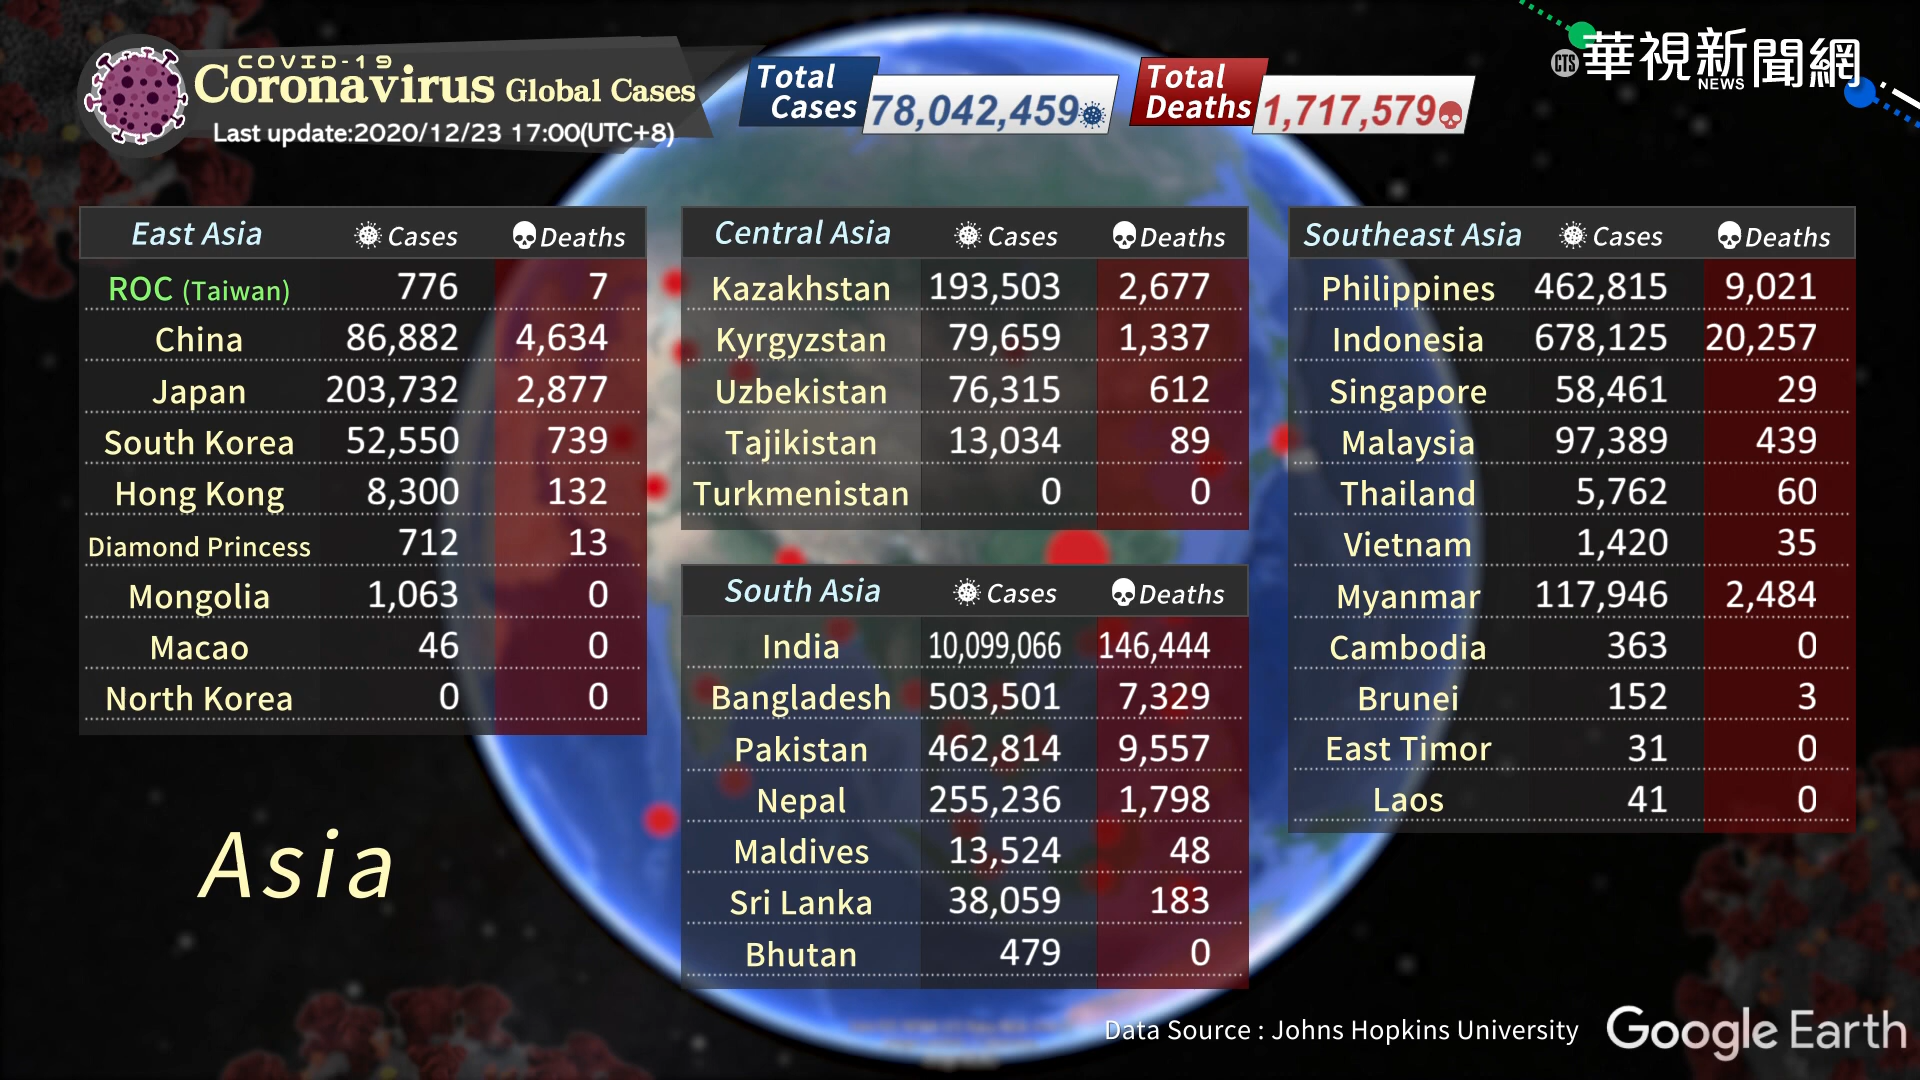 COVID-19
Coronavirus Global Cases
Last update:2020/12/23 17:00(UTC+8)
Total Cases 78,042,459
Total Deaths 1,717,579
CTS 華視新聞網
NEWS
East Asia Cases Deaths
ROC (Taiwan) 776 7
China 86,882 4,634
Japan 203,732 2,877
South Korea 52,550 739
Hong Kong 8,300 132
Diamond Princess 712 13
Mongolia 1,063 0
Macao 46 0
North Korea 0 0
Central Asia Cases Deaths
Kazakhstan 193,503 2,677
Kyrgyzstan 79,659 1,337
Uzbekistan 76,315 612
Tajikistan 13,034 89
Turkmenistan 0 0
South Asia Cases Deaths
India 10,099,066 146,444
Bangladesh 503,501 7,329
Pakistan 462,814 9,557
Nepal 255,236 1,798
Maldives 13,524 48
Sri Lanka 38,059 183
Bhutan 479 0
Southeast Asia Cases Deaths
Philippines 462,815 9,021
Indonesia 678,125 20,257
Singapore 58,461 29
Malaysia 97,389 439
Thailand 5,762 60
Vietnam 1,420 35
Myanmar 117,946 2,484
Cambodia 363 0
Brunei 152 3
East Timor 31 0
Laos 41 0
Asia
Data Source : Johns Hopkins University
Google Earth